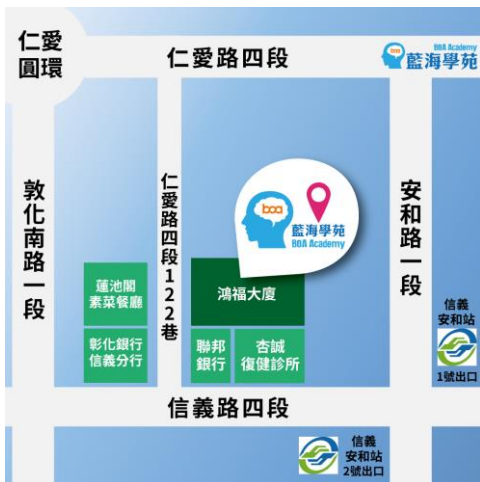 仁愛
圓環
仁愛路四段
BOA Academy
藍海學苑
敦化南路一段
仁愛路四段122巷
安和路一段
boa
藍海學苑
BOA Academy
蓮池閣
素菜餐廳
鴻福大廈
彰化銀行
信義分行
聯邦
銀行
杏誠
復健診所
信義
安和站
1號出口
信義路四段
信義
安和站
2號出口